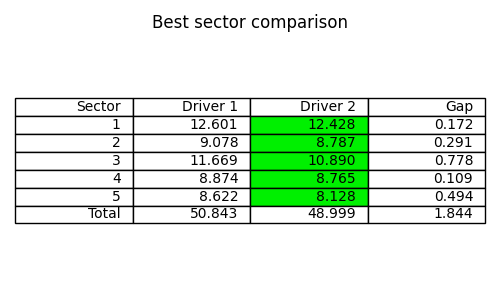 Best sector comparison
Sector Driver 1 Driver 2 Gap
1 12.601 12.428 0.172
2 9.078 8.787 0.291
3 11.669 10.890 0.778
4 8.874 8.765 0.109
5 8.622 8.128 0.494
Total 50.843 48.999 1.844